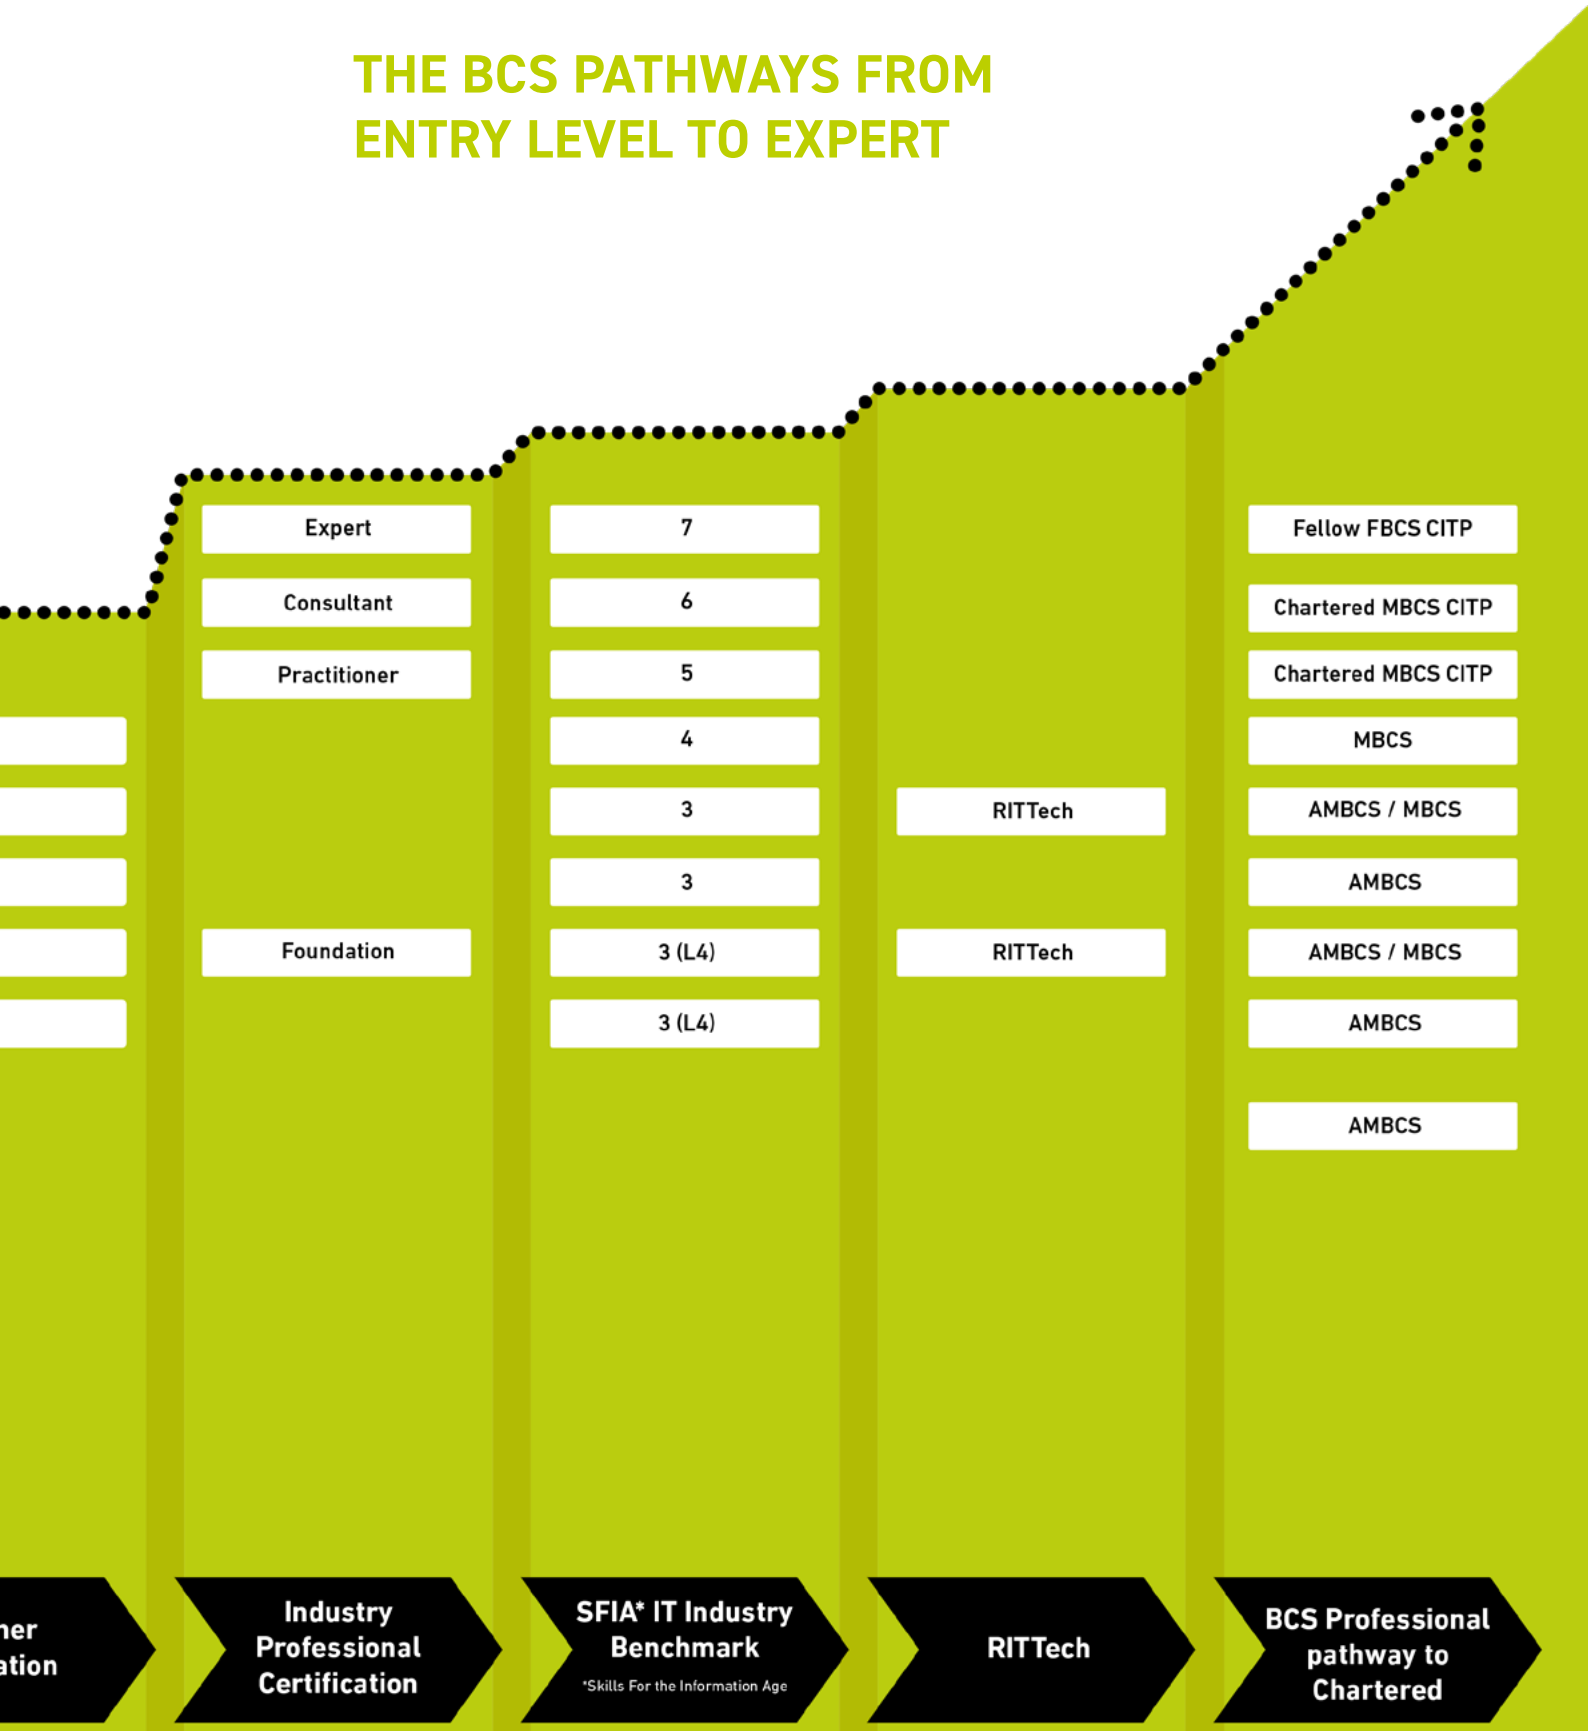 THE BCS PATHWAYS FROM
ENTRY LEVEL TO EXPERT
Expert
7
Fellow FBCS CITP
Consultant
6
Chartered MBCS CITP
Practitioner
5
Chartered MBCS CITP
4
MBCS
3
RITTech
AMBCS / MBCS
3
AMBCS
Foundation
3 (L4)
RITTech
AMBCS / MBCS
3 (L4)
AMBCS
AMBCS
Industry
Professional
Certification
SFIA* IT Industry
Benchmark
*Skills For the Information Age
RITTech
BCS Professional
pathway to
Chartered